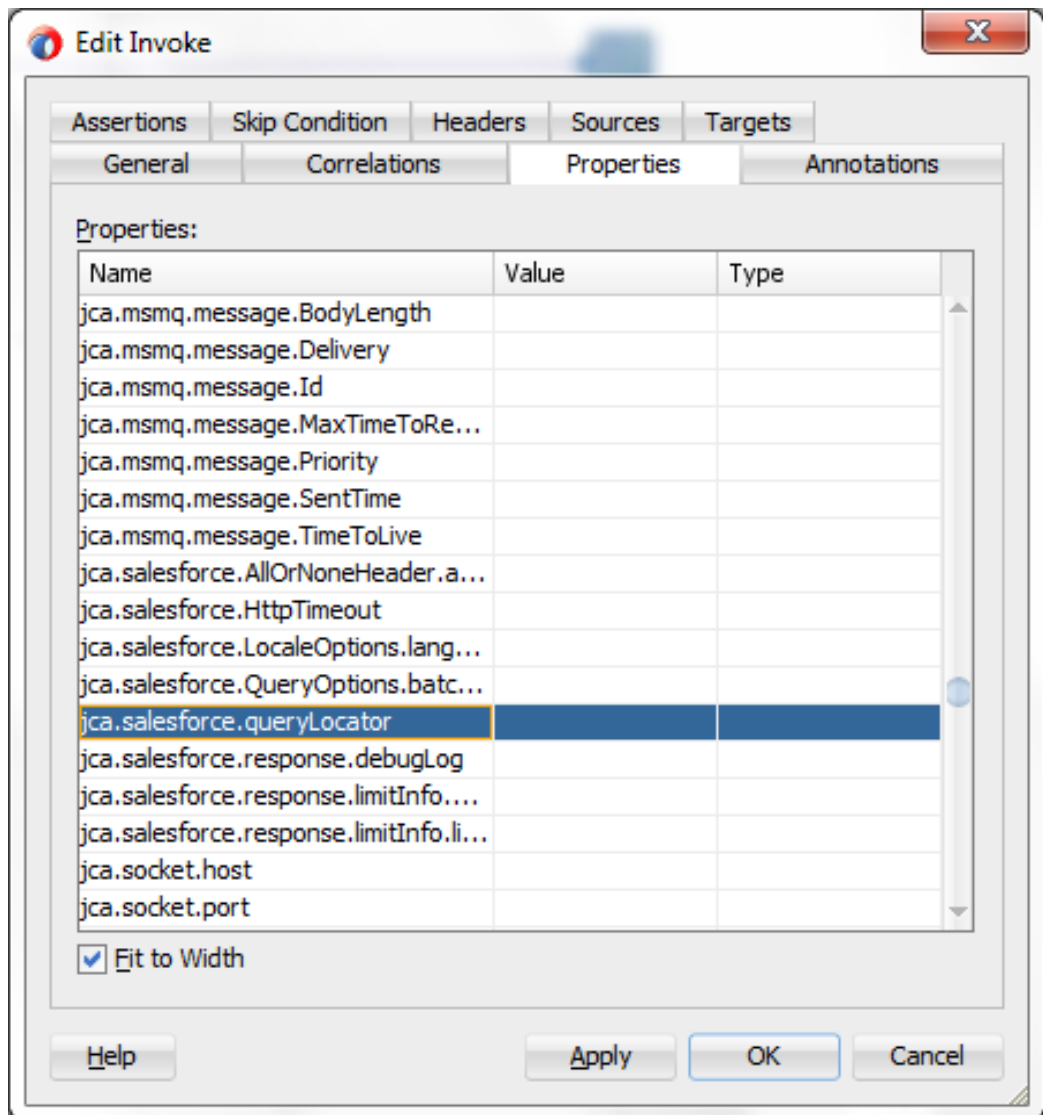 Edit Invoke
Assertions Skip Condition Headers Sources Targets
General Correlations Properties Annotations
Properties:
Name Value Type
jca.msmq.message.BodyLength
jca.msmq.message.Delivery
jca.msmq.message.Id
jca.msmq.message.MaxTimeToRe...
jca.msmq.message.Priority
jca.msmq.message.SentTime
jca.msmq.message.TimeToLive
jca.salesforce.AllOrNoneHeader.a...
jca.salesforce.HttpTimeout
jca.salesforce.LocaleOptions.lang...
jca.salesforce.QueryOptions.batc...
jca.salesforce.queryLocator
jca.salesforce.response.debugLog
jca.salesforce.response.limitInfo....
jca.salesforce.response.limitInfo.li...
jca.socket.host
jca.socket.port
Fit to Width
Help Apply OK Cancel